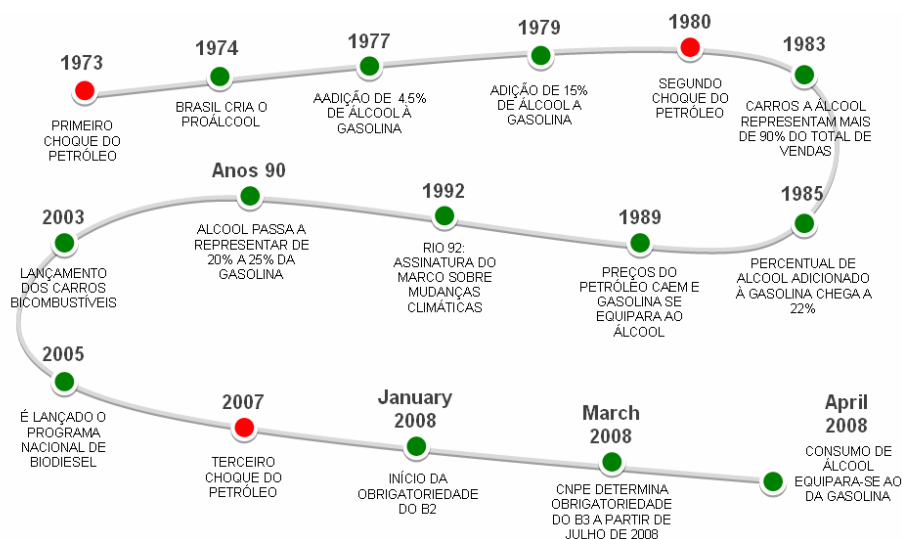 1973
PRIMEIRO
CHOQUE DO
PETRÓLEO
1974
BRASIL CRIA O
PROÁLCOOL
1977
AADIÇÃO DE 4.5%
DE ÁLCOOL À
GASOLINA
1979
ADIÇÃO DE 15%
DE ÁLCOOL A
GASOLINA
1980
SEGUNDO
CHOQUE DO
PETRÓLEO
1983
CARROS A ÁLCOOL
REPRESENTAM MAIS
DE 90% DO TOTAL DE
VENDAS
1985
PERCENTUAL DE
ALCOOL ADICIONADO
À GASOLINA CHEGA A
22%
1989
PREÇOS DO
PETRÓLEO CAEM E
GASOLINA SE
EQUIPARA AO
ÁLCOOL
1992
RIO 92:
ASSINATURA DO
MARCO SOBRE
MUDANÇAS
CLIMÁTICAS
Anos 90
ALCOOL PASSA A
REPRESENTAR DE
20% A 25% DA
GASOLINA
2003
LANÇAMENTO
DOS CARROS
BICOMBUSTÍVEIS
2005
É LANÇADO O
PROGRAMA
NACIONAL DE
BIODIESEL
2007
TERCEIRO
CHOQUE DO
PETRÓLEO
January
2008
INÍCIO DA
OBRIGATORIEDADE
DO B2
March
2008
CNPE DETERMINA
OBRIGATORIEDADE
DO B3 A PARTIR DE
JULHO DE 2008
April
2008
CONSUMO DE
ÁLCOOL
EQUIPARA-SE AO
DA GASOLINA